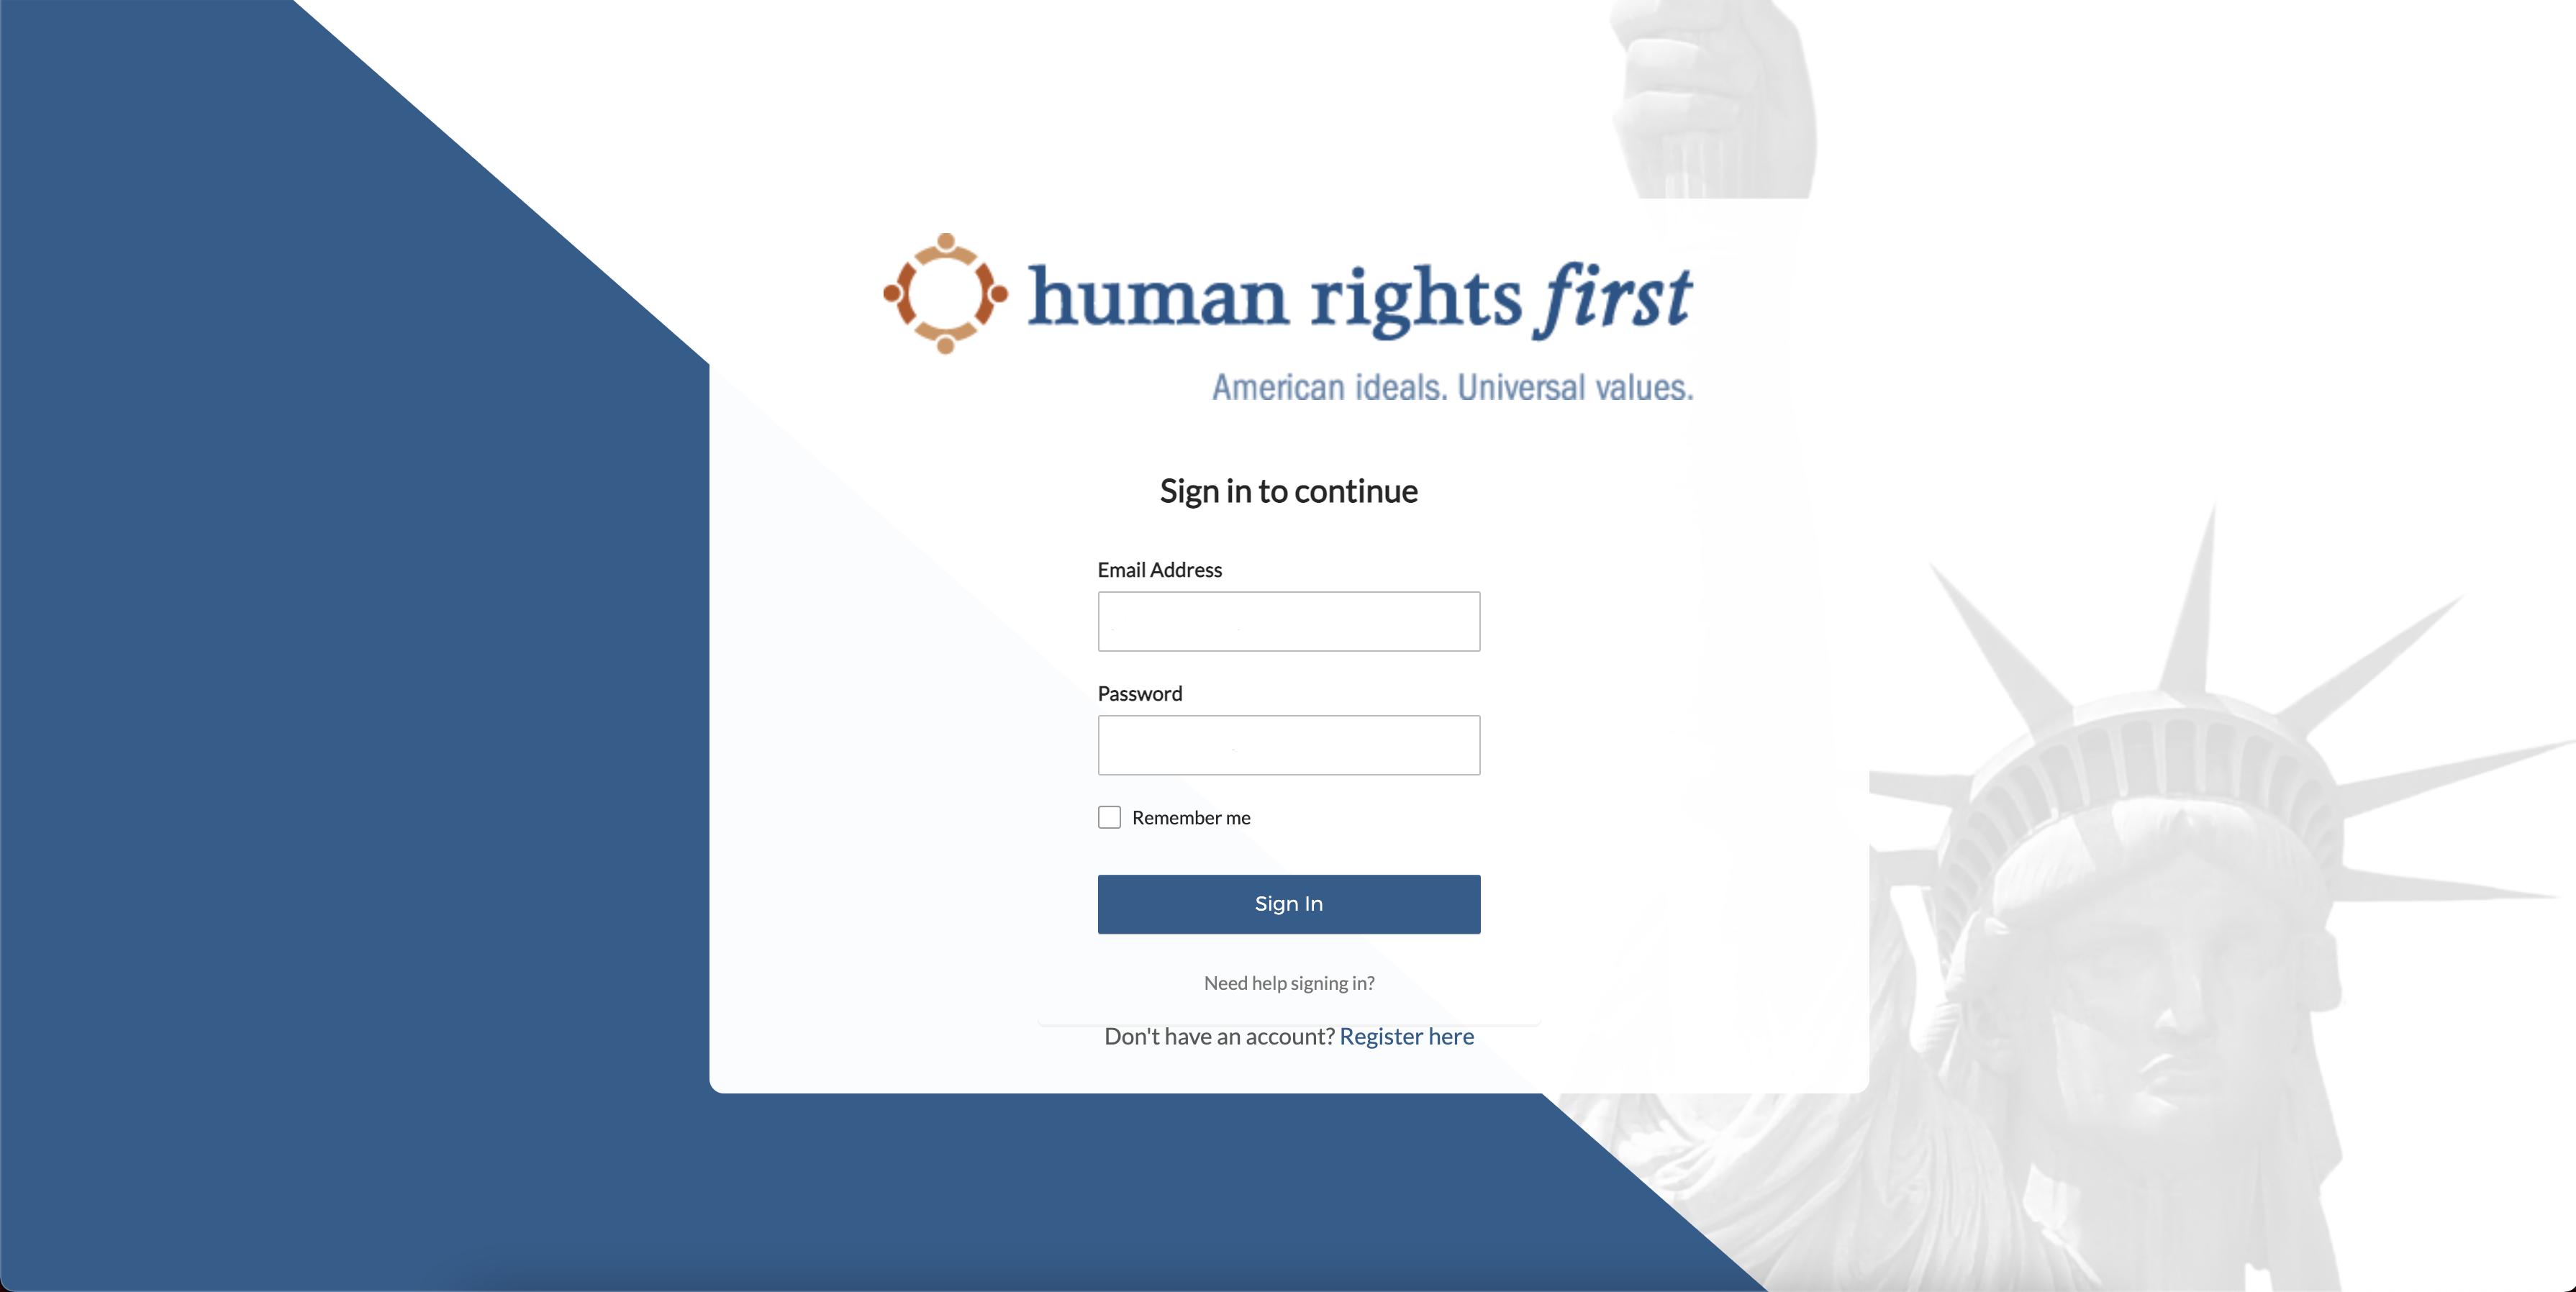 human rights first
American ideals. Universal values.
Sign in to continue
Email Address
Password
Remember me
Sign In
Need help signing in?
Don't have an account? Register here